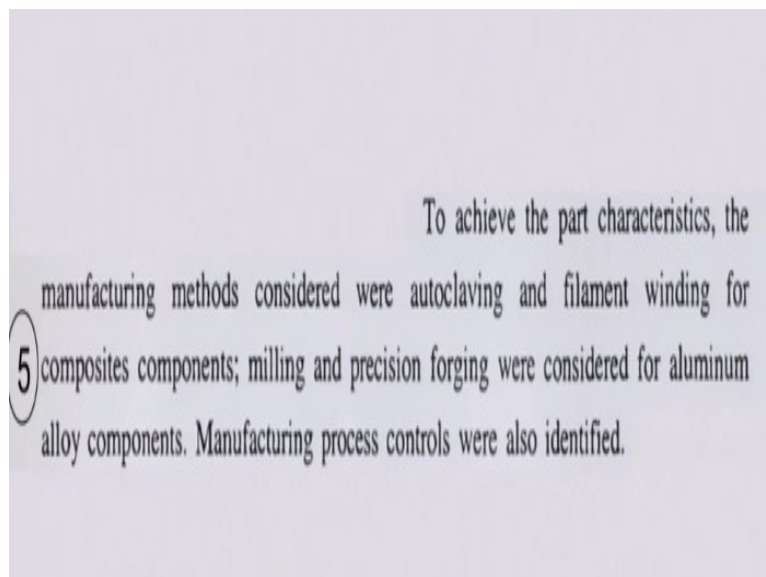 To achieve the part characteristics, the
manufacturing methods considered were autoclaving and filament winding for
5 composites components; milling and precision forging were considered for aluminum
alloy components. Manufacturing process controls were also identified.